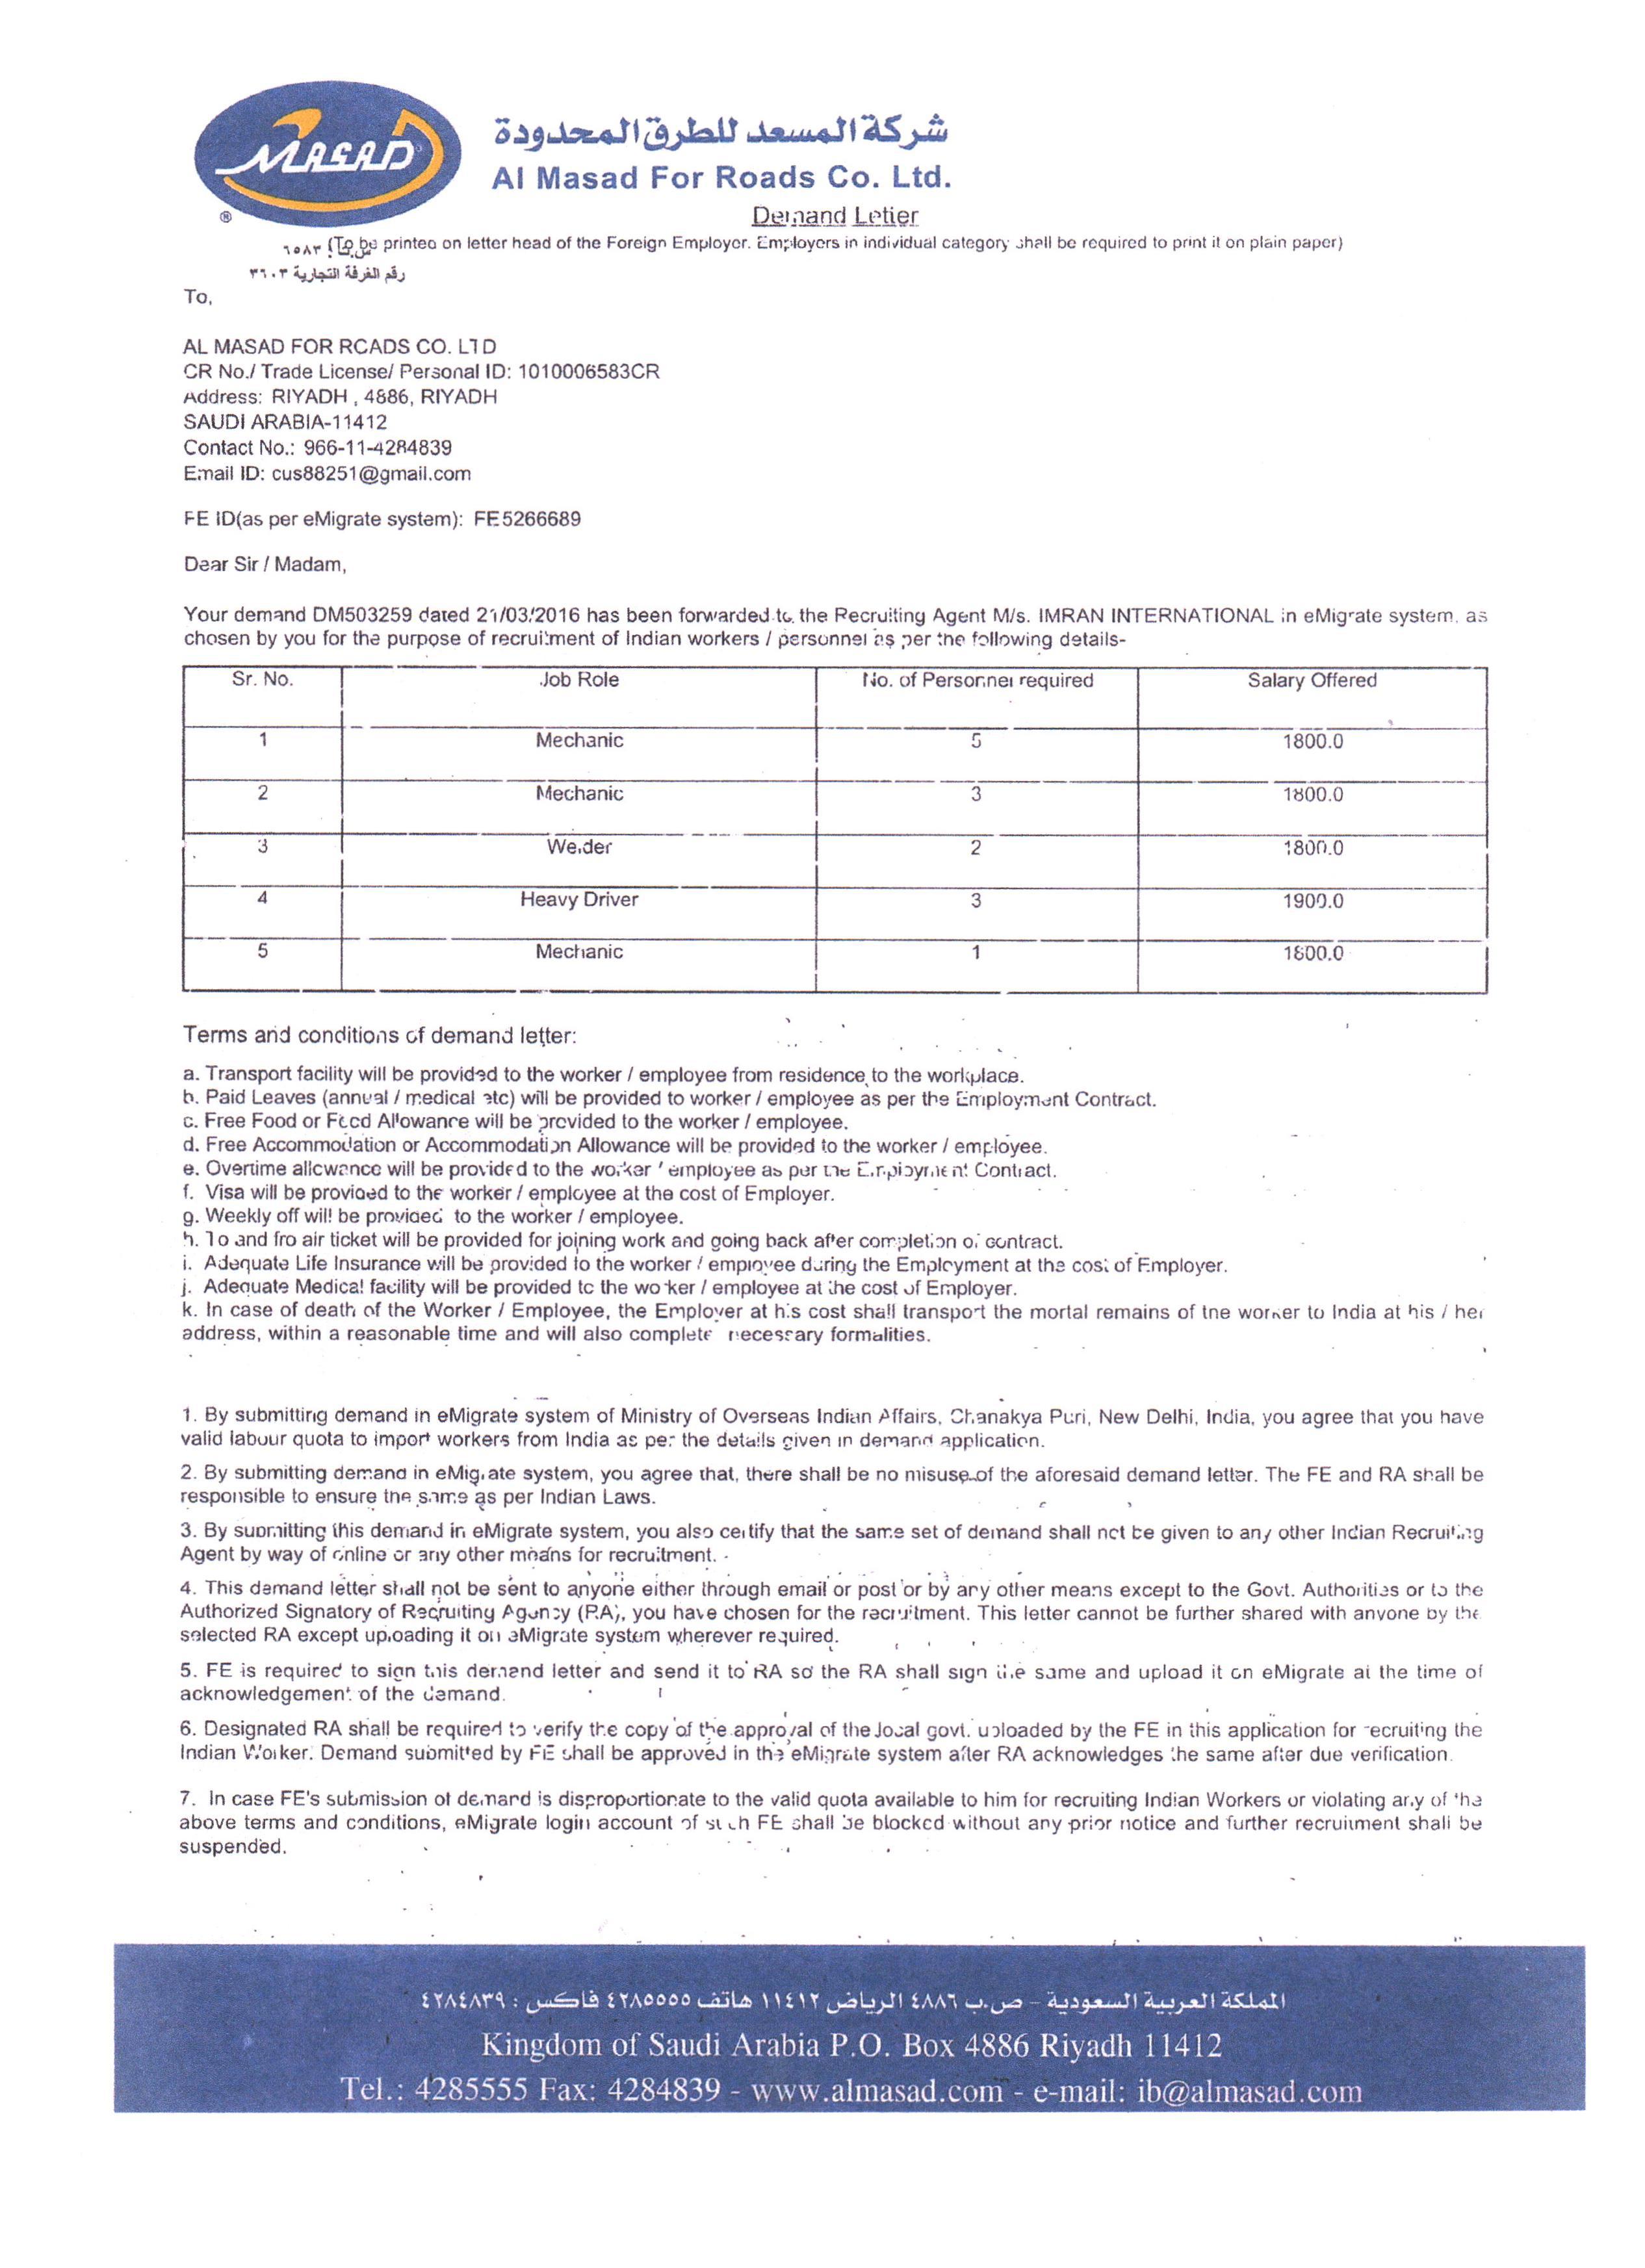 MASAD
®
شركة المسعد للطرق المحدودة
Al Masad For Roads Co. Ltd.
Demand Letter
س.ت ٦٥٨٣ (To be printed on letter head of the Foreign Employer. Employers in individual category shall be required to print it on plain paper)
رقم الغرفة التجارية ٣٦٠٣
To,
AL MASAD FOR ROADS CO. LTD
CR No./ Trade License/ Personal ID: 1010006583CR
Address: RIYADH , 4886, RIYADH
SAUDI ARABIA-11412
Contact No.: 966-11-4284839
Email ID: cus88251@gmail.com
FE ID(as per eMigrate system): FE5266689
Dear Sir / Madam,
Your demand DM503259 dated 21/03/2016 has been forwarded to the Recruiting Agent M/s. IMRAN INTERNATIONAL in eMigrate system, as
chosen by you for the purpose of recruitment of Indian workers / personnel as per the following details-
Sr. No. Job Role No. of Personnel required Salary Offered
1 Mechanic 5 1800.0
2 Mechanic 3 1800.0
3 Welder 2 1800.0
4 Heavy Driver 3 1900.0
5 Mechanic 1 1800.0
Terms and conditions of demand letter:
a. Transport facility will be provided to the worker / employee from residence to the workplace.
b. Paid Leaves (annual / medical etc) will be provided to worker / employee as per the Employment Contract.
c. Free Food or Food Allowance will be provided to the worker / employee.
d. Free Accommodation or Accommodation Allowance will be provided to the worker / employee.
e. Overtime allowance will be provided to the worker / employee as per the Employment Contract.
f. Visa will be provided to the worker / employee at the cost of Employer.
g. Weekly off will be provided to the worker / employee.
h. To and fro air ticket will be provided for joining work and going back after completion of contract.
i. Adequate Life Insurance will be provided to the worker / employee during the Employment at the cost of Employer.
j. Adequate Medical facility will be provided to the worker / employee at the cost of Employer.
k. In case of death of the Worker / Employee, the Employer at his cost shall transport the mortal remains of the worker to India at his / her
address, within a reasonable time and will also complete necessary formalities.
1. By submitting demand in eMigrate system of Ministry of Overseas Indian Affairs, Chanakya Puri, New Delhi, India, you agree that you have
valid labour quota to import workers from India as per the details given in demand application.
2. By submitting demand in eMigrate system, you agree that, there shall be no misuse of the aforesaid demand letter. The FE and RA shall be
responsible to ensure the same as per Indian Laws.
3. By submitting this demand in eMigrate system, you also certify that the same set of demand shall not be given to any other Indian Recruiting
Agent by way of online or any other means for recruitment.
4. This demand letter shall not be sent to anyone either through email or post or by any other means except to the Govt. Authorities or to the
Authorized Signatory of Recruiting Agency (RA), you have chosen for the recruitment. This letter cannot be further shared with anyone by the
selected RA except uploading it on eMigrate system wherever required.
5. FE is required to sign this demand letter and send it to RA so the RA shall sign the same and upload it on eMigrate at the time of
acknowledgement of the demand.
6. Designated RA shall be required to verify the copy of the approval of the local govt. uploaded by the FE in this application for recruiting the
Indian Worker. Demand submitted by FE shall be approved in the eMigrate system after RA acknowledges the same after due verification.
7. In case FE's submission of demand is disproportionate to the valid quota available to him for recruiting Indian Workers or violating any of the
above terms and conditions, eMigrate login account of such FE shall be blocked without any prior notice and further recruitment shall be
suspended.
المملكة العربية السعودية – ص.ب ٤٨٨٦ الرياض ١١٤١٢ هاتف ٤٢٨٥٥٥٥ فاكس : ٤٢٨٤٨٣٩
Kingdom of Saudi Arabia P.O. Box 4886 Riyadh 11412
Tel.: 4285555 Fax: 4284839 - www.almasad.com - e-mail: ib@almasad.com